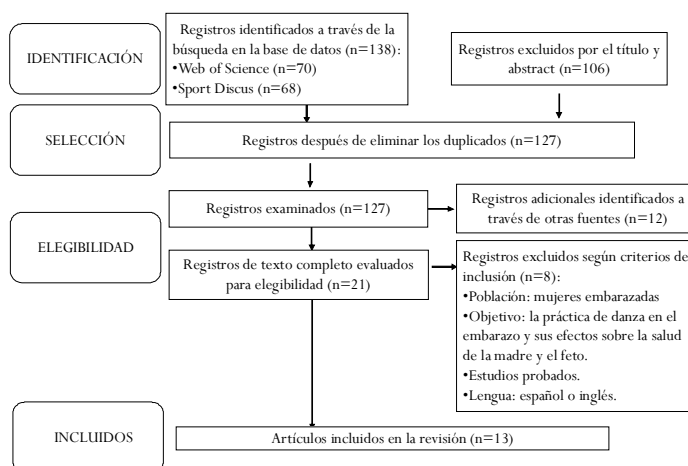 IDENTIFICACIÓN
Registros identificados a través de la
búsqueda en la base de datos (n=138):
•Web of Science (n=70)
•Sport Discus (n=68)
Registros excluidos por el título y
abstract (n=106)
SELECCIÓN
Registros después de eliminar los duplicados (n=127)
ELEGIBILIDAD
Registros examinados (n=127)
Registros adicionales identificados a
través de otras fuentes (n=12)
Registros de texto completo evaluados
para elegibilidad (n=21)
Registros excluidos según criterios de
inclusión (n=8):
•Población: mujeres embarazadas
•Objetivo: la práctica de danza en el
embarazo y sus efectos sobre la salud
de la madre y el feto.
•Estudios probados.
•Lengua: español o inglés.
INCLUIDOS
Artículos incluidos en la revisión (n=13)